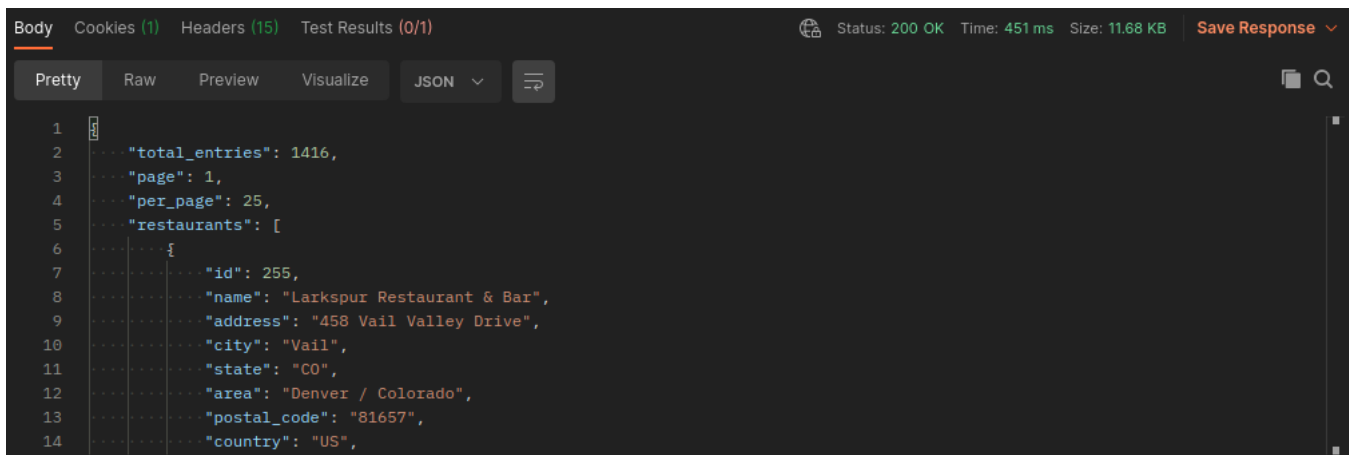 Body Cookies (1) Headers (15) Test Results (0/1) Status: 200 OK Time: 451 ms Size: 11.68 KB Save Response
Pretty Raw Preview Visualize JSON
1 {
2 "total_entries": 1416,
3 "page": 1,
4 "per_page": 25,
5 "restaurants": [
6 {
7 "id": 255,
8 "name": "Larkspur Restaurant & Bar",
9 "address": "458 Vail Valley Drive",
10 "city": "Vail",
11 "state": "CO",
12 "area": "Denver / Colorado",
13 "postal_code": "81657",
14 "country": "US",